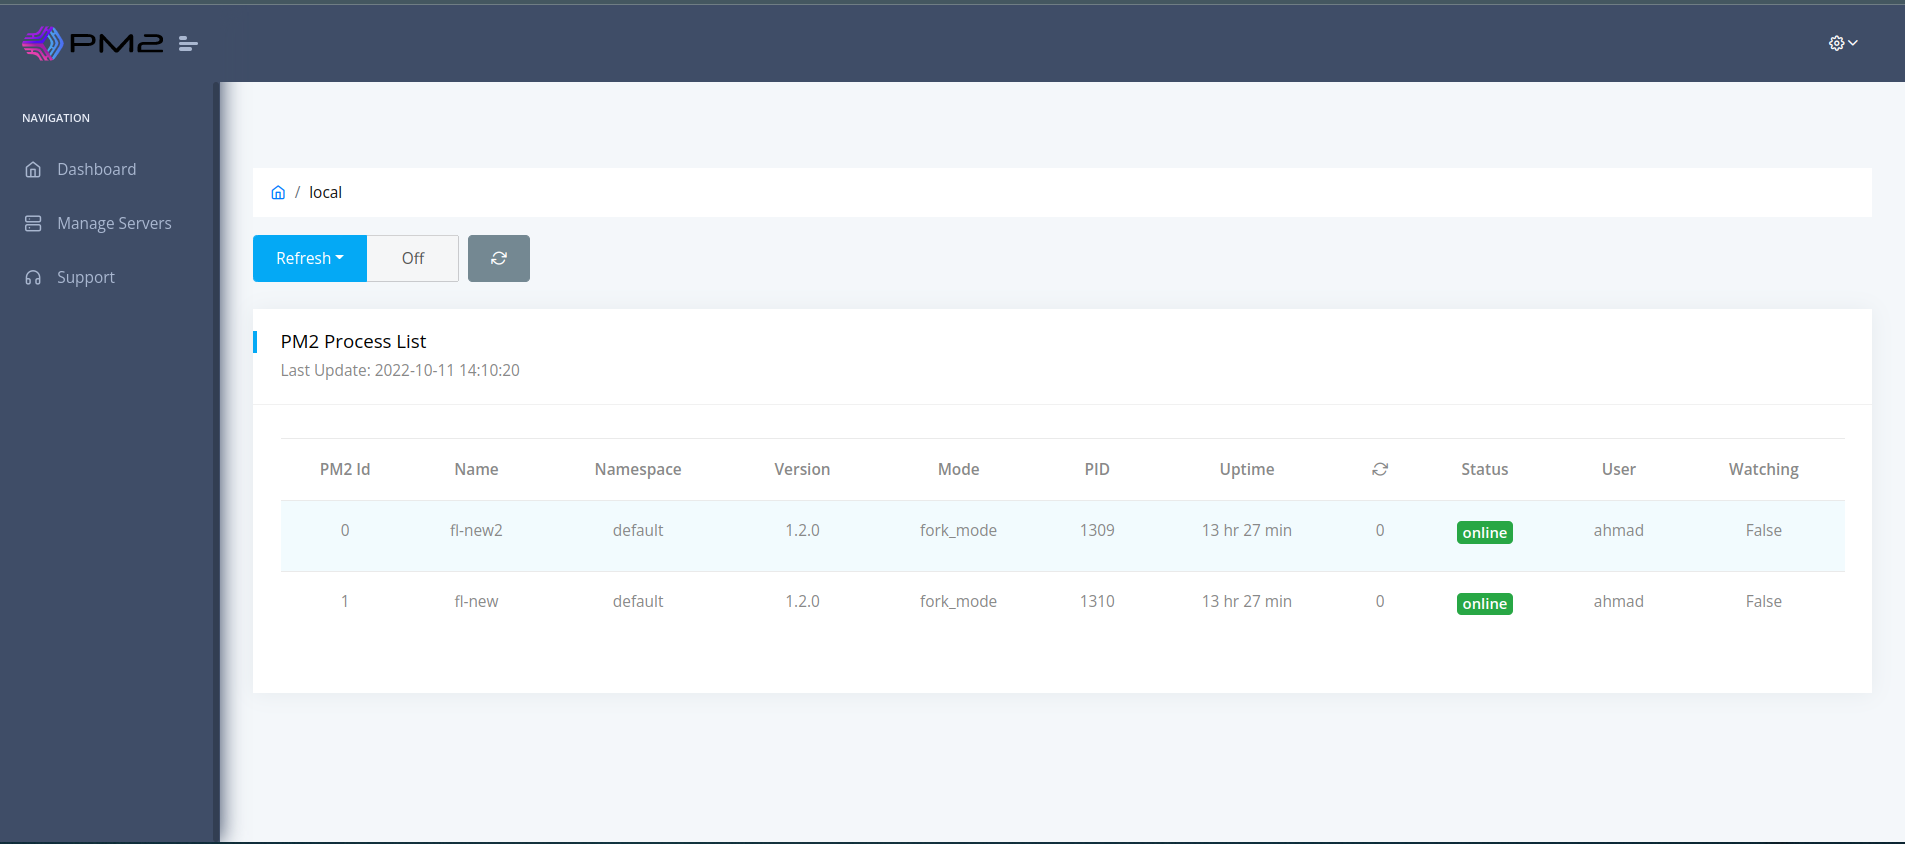 PM2
NAVIGATION
Dashboard
Manage Servers
Support
/ local
Refresh Off
PM2 Process List
Last Update: 2022-10-11 14:10:20
PM2 Id Name Namespace Version Mode PID Uptime Status User Watching
0 fl-new2 default 1.2.0 fork_mode 1309 13 hr 27 min 0 online ahmad False
1 fl-new default 1.2.0 fork_mode 1310 13 hr 27 min 0 online ahmad False